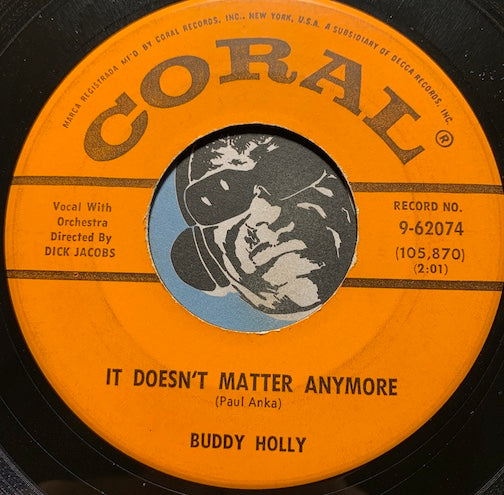 MARCA REGISTRADA MF'D BY CORAL RECORDS, INC., NEW YORK, U.S.A. A SUBSIDIARY OF DECCA RECORDS, INC.
CORAL®
Vocal With
Orchestra
Directed By
DICK JACOBS
RECORD NO.
9-62074
(105,870)
(2:01)
IT DOESN'T MATTER ANYMORE
(Paul Anka)
BUDDY HOLLY